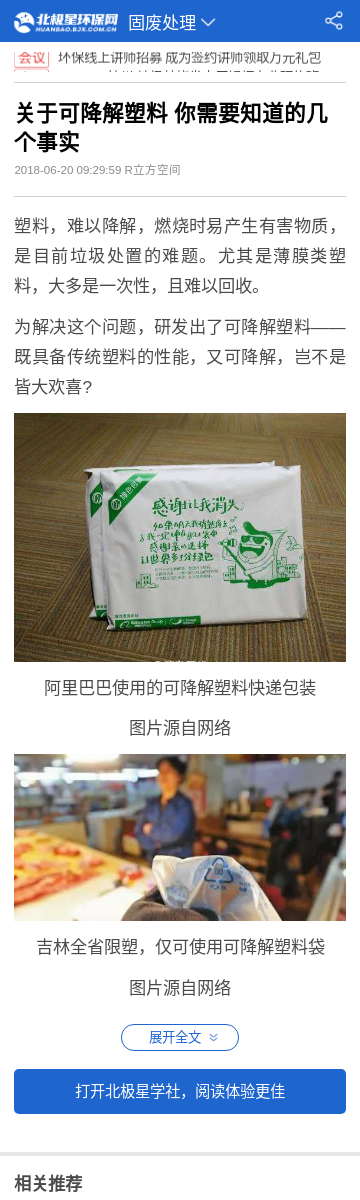 北极星环保网 固废处理
HUANBAO.BJX.COM.CN
会议 环保线上讲师招募 成为签约讲师领取万元礼包
关于可降解塑料 你需要知道的几
个事实
2018-06-20 09:29:59 R立方空间
塑料，难以降解，燃烧时易产生有害物质，
是目前垃圾处置的难题。尤其是薄膜类塑
料，大多是一次性，且难以回收。
为解决这个问题，研发出了可降解塑料——
既具备传统塑料的性能，又可降解，岂不是
皆大欢喜?
感谢让我消失
阿里巴巴使用的可降解塑料快递包装
图片源自网络
吉林全省限塑，仅可使用可降解塑料袋
图片源自网络
展开全文
打开北极星学社，阅读体验更佳
相关推荐